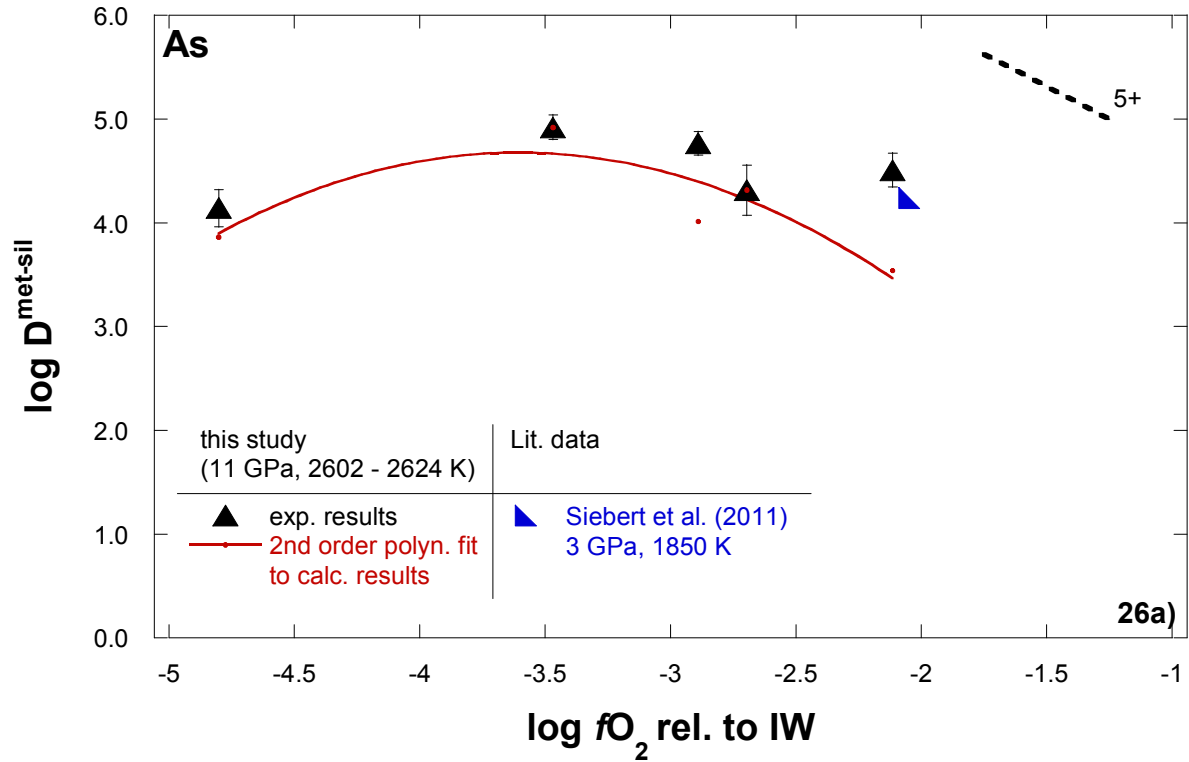 As
6.0
5.0
4.0
3.0
2.0
1.0
0.0
log D^met-sil
5+
this study
(11 GPa, 2602 - 2624 K)
Lit. data
exp. results
2nd order polyn. fit
to calc. results
Siebert et al. (2011)
3 GPa, 1850 K
26a)
-5 -4.5 -4 -3.5 -3 -2.5 -2 -1.5 -1
log fO2 rel. to IW